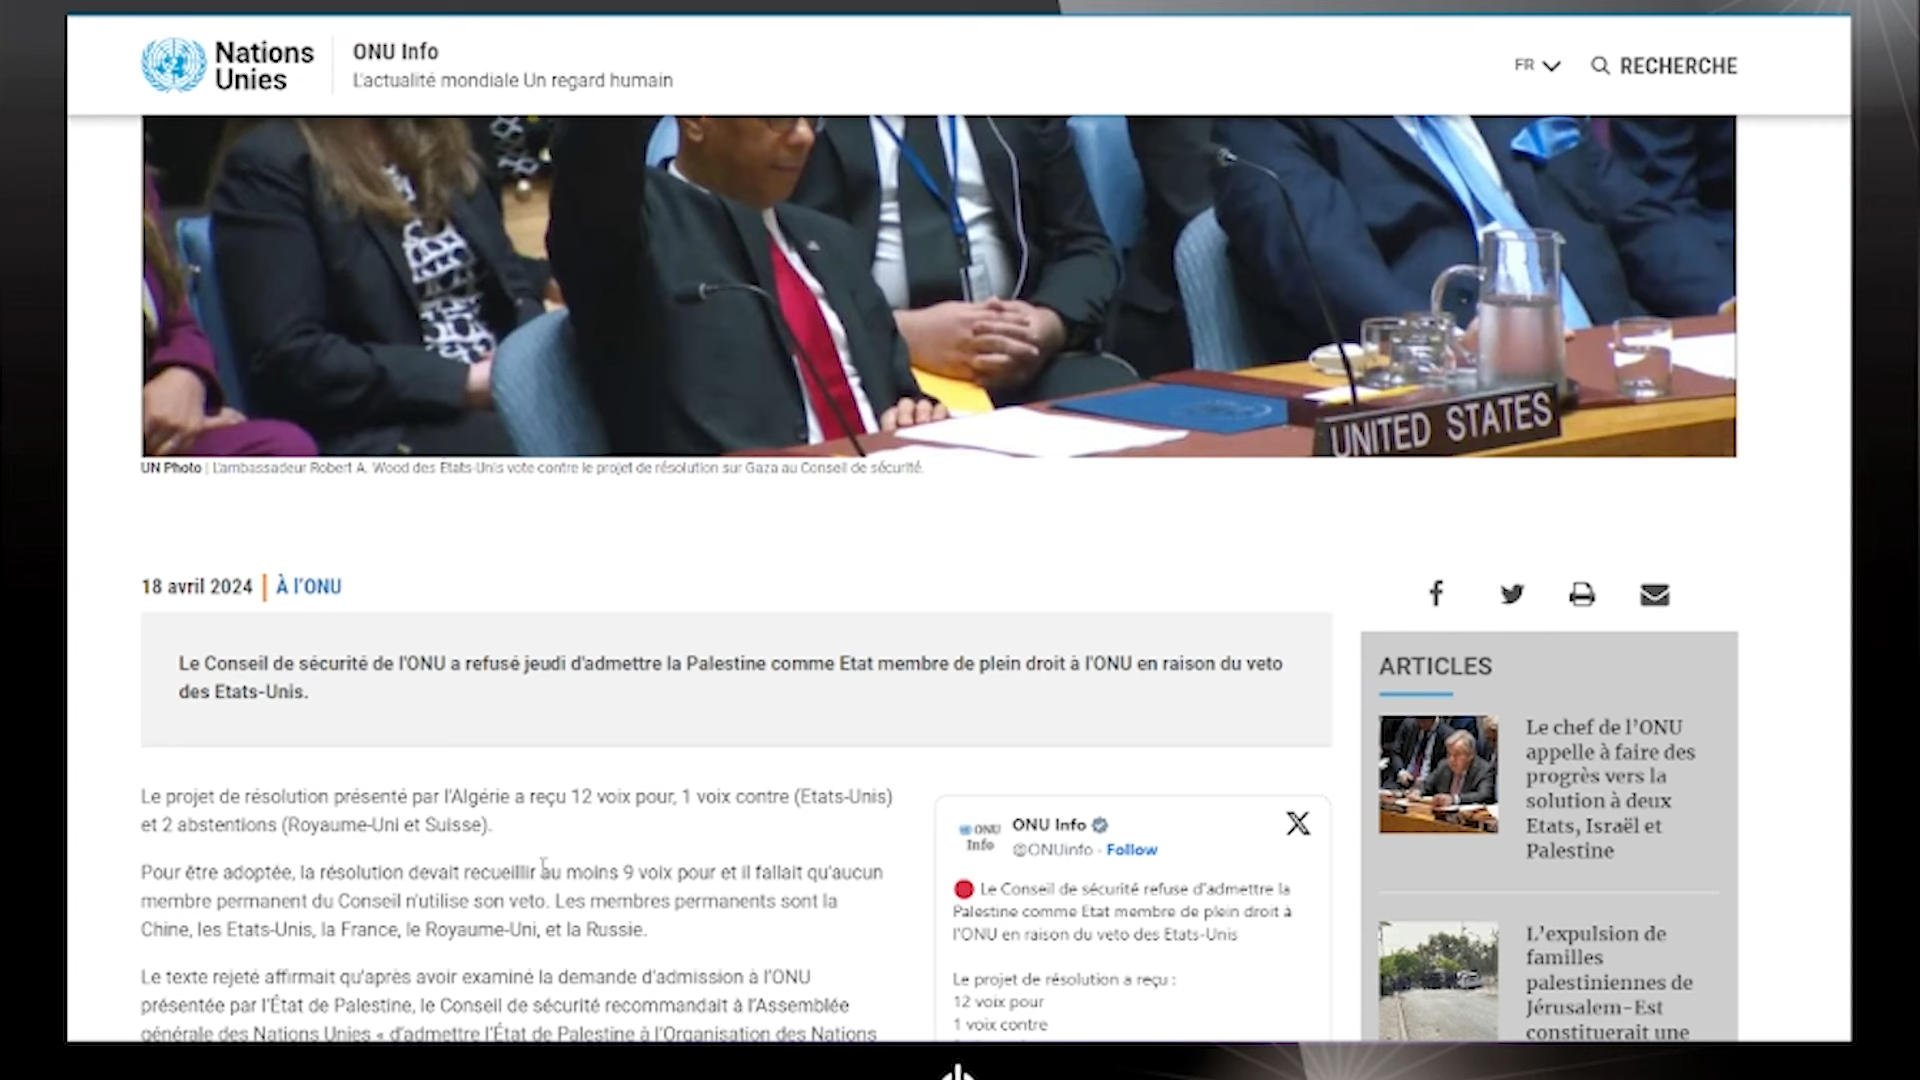 Nations
Unies
ONU Info
L'actualité mondiale Un regard humain
FR
RECHERCHE
UNITED STATES
UN Photo | L'ambassadeur Robert A. Wood des États-Unis vote contre le projet de résolution sur Gaza au Conseil de sécurité.
18 avril 2024 | À l'ONU
Le Conseil de sécurité de l'ONU a refusé jeudi d'admettre la Palestine comme Etat membre de plein droit à l'ONU en raison du veto
des Etats-Unis.
Le projet de résolution présenté par l'Algérie a reçu 12 voix pour, 1 voix contre (Etats-Unis)
et 2 abstentions (Royaume-Uni et Suisse).
Pour être adoptée, la résolution devait recueillir au moins 9 voix pour et il fallait qu'aucun
membre permanent du Conseil n'utilise son veto. Les membres permanents sont la
Chine, les Etats-Unis, la France, le Royaume-Uni, et la Russie.
Le texte rejeté affirmait qu'après avoir examiné la demande d'admission à l'ONU
présentée par l'État de Palestine, le Conseil de sécurité recommandait à l'Assemblée
générale des Nations Unies « d'admettre l'État de Palestine à l'Organisation des Nations
ONU
Info
ONU Info
@ONUinfo · Follow
Le Conseil de sécurité refuse d'admettre la
Palestine comme Etat membre de plein droit à
l'ONU en raison du veto des Etats-Unis
Le projet de résolution a reçu :
12 voix pour
1 voix contre
ARTICLES
Le chef de l'ONU
appelle à faire des
progrès vers la
solution à deux
Etats, Israël et
Palestine
L'expulsion de
familles
palestiniennes de
Jérusalem-Est
constituerait une